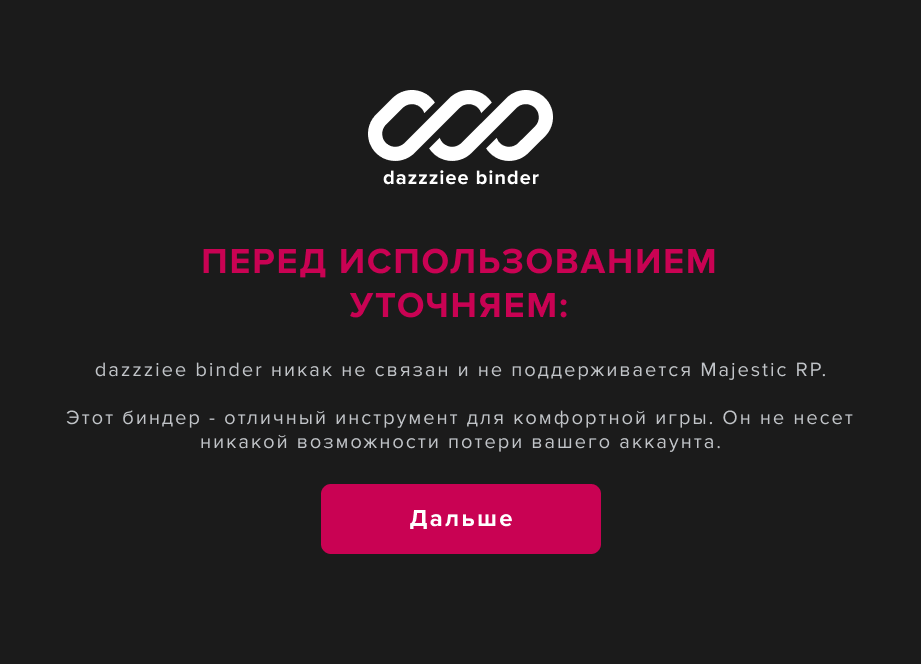 dazzziee binder
ПЕРЕД ИСПОЛЬЗОВАНИЕМ
УТОЧНЯЕМ:
dazzziee binder никак не связан и не поддерживается Majestic RP.
Этот биндер - отличный инструмент для комфортной игры. Он не несет
никакой возможности потери вашего аккаунта.
Дальше